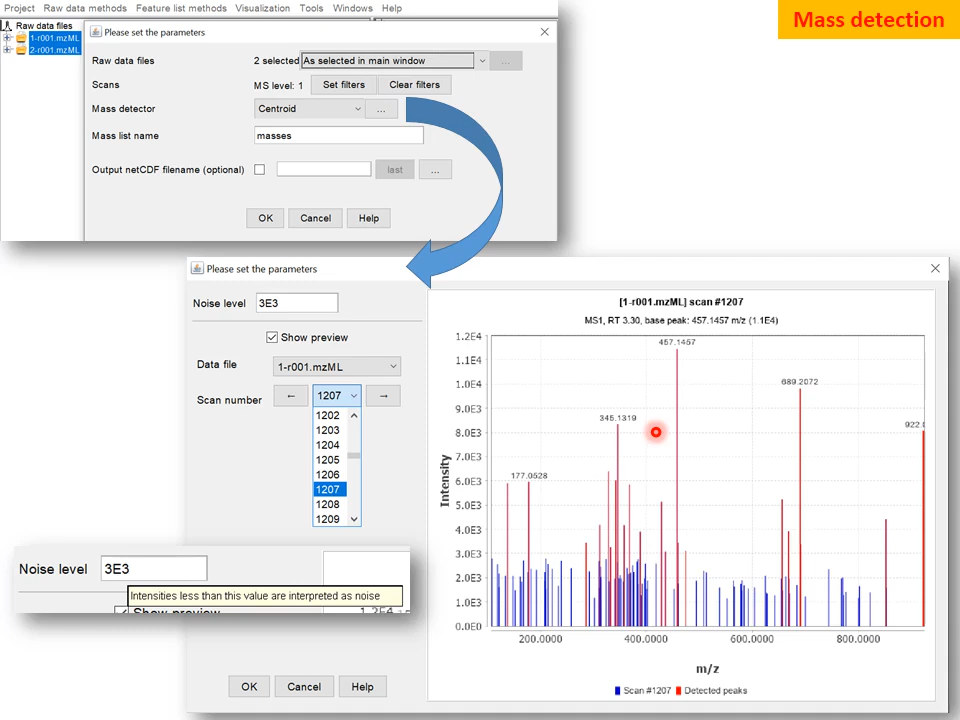 Project Raw data methods Feature list methods Visualization Tools Windows Help
Mass detection
Raw data files
1-r001.mzML
2-r001.mzML
Please set the parameters
Raw data files 2 selected As selected in main window ...
Scans MS level: 1 Set filters Clear filters
Mass detector Centroid ...
Mass list name masses
Output netCDF filename (optional) last ...
OK Cancel Help
Please set the parameters
Noise level 3E3
Show preview
Data file 1-r001.mzML
Scan number ← 1207 →
1202
1203
1204
1205
1206
1207
1208
1209
Noise level 3E3
Intensities less than this value are interpreted as noise
Show preview
1.2E4
OK Cancel Help
[1-r001.mzML] scan #1207
MS1, RT 3.30, base peak: 457.1457 m/z (1.1E4)
1.2E4
1.1E4
1.0E4
9.0E3
8.0E3
7.0E3
6.0E3
5.0E3
4.0E3
3.0E3
2.0E3
1.0E3
0.0E0
Intensity
457.1457
689.2072
345.1319
922.0
177.0528
200.0000 400.0000 600.0000 800.0000
m/z
Scan #1207 Detected peaks